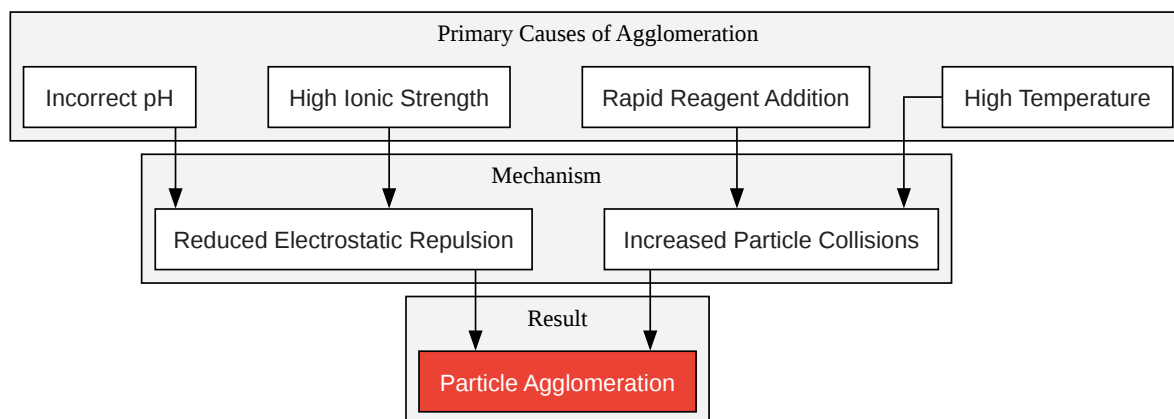 Primary Causes of Agglomeration
Incorrect pH
High Ionic Strength
Rapid Reagent Addition
High Temperature
Mechanism
Reduced Electrostatic Repulsion
Increased Particle Collisions
Result
Particle Agglomeration